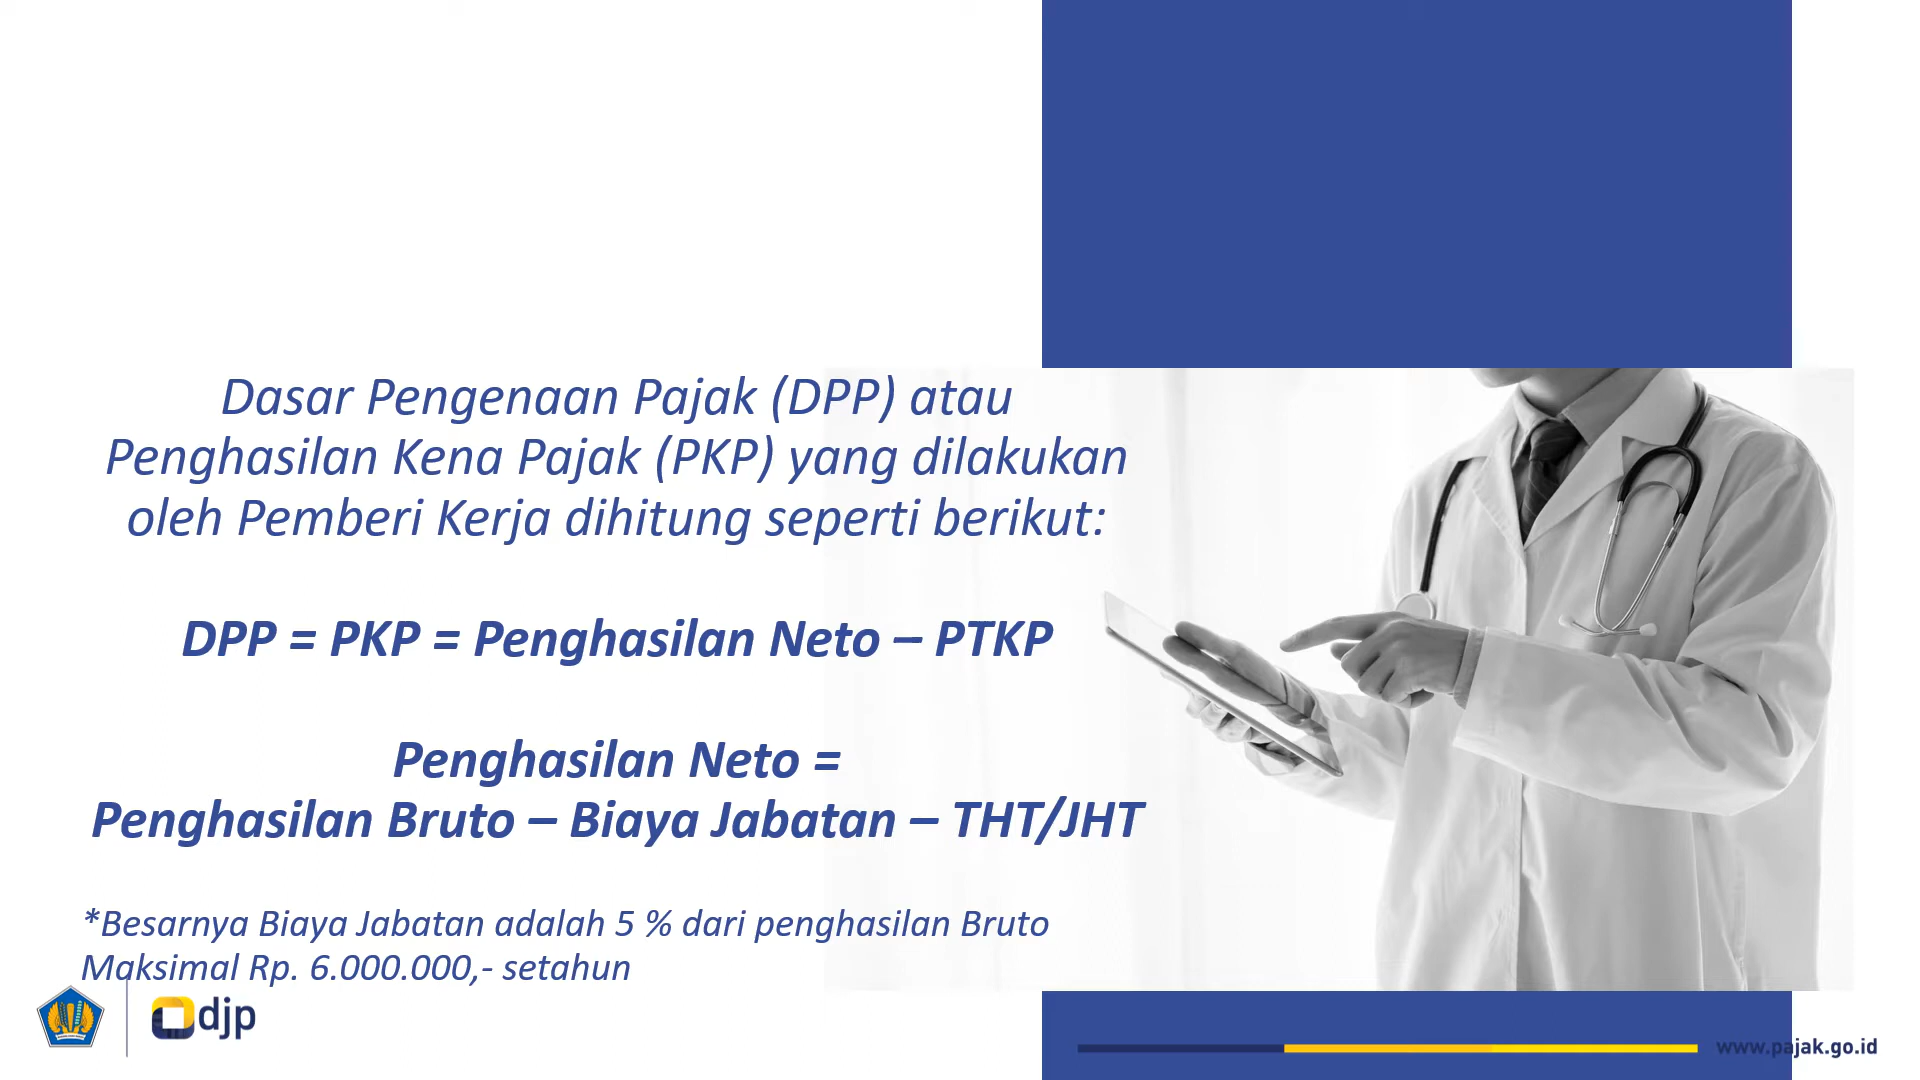 Dasar Pengenaan Pajak (DPP) atau
Penghasilan Kena Pajak (PKP) yang dilakukan
oleh Pemberi Kerja dihitung seperti berikut:
DPP = PKP = Penghasilan Neto – PTKP
Penghasilan Neto =
Penghasilan Bruto – Biaya Jabatan – THT/JHT
*Besarnya Biaya Jabatan adalah 5 % dari penghasilan Bruto
Maksimal Rp. 6.000.000,- setahun
djp
www.pajak.go.id